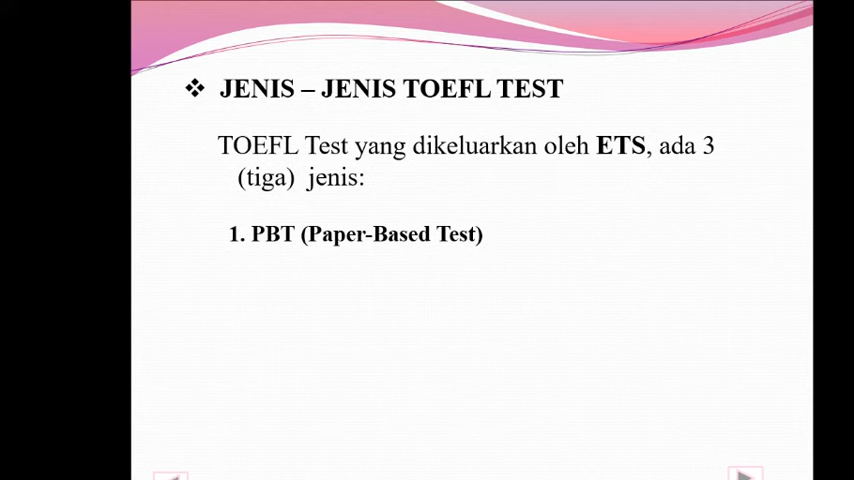 ❖ JENIS – JENIS TOEFL TEST
TOEFL Test yang dikeluarkan oleh ETS, ada 3
(tiga) jenis:
1. PBT (Paper-Based Test)